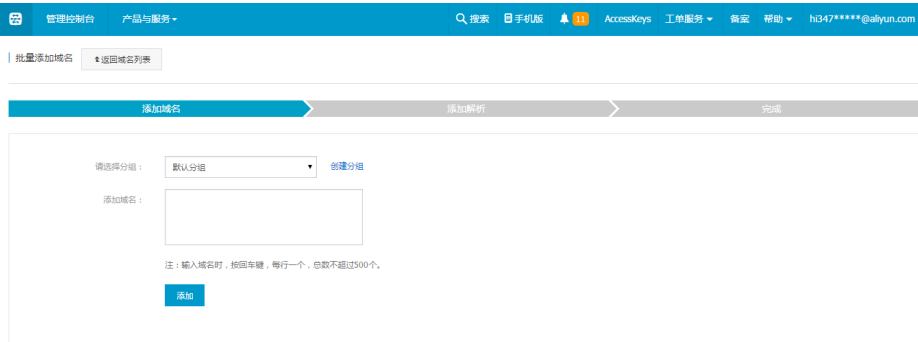 管理控制台 产品与服务 搜索 手机版 11 AccessKeys 工单服务 备案 帮助 hi347*****@aliyun.com
批量添加域名 返回域名列表
添加域名 添加解析 完成
请选择分组： 默认分组 创建分组
添加域名：
注：输入域名时，按回车键，每行一个，总数不超过500个。
添加